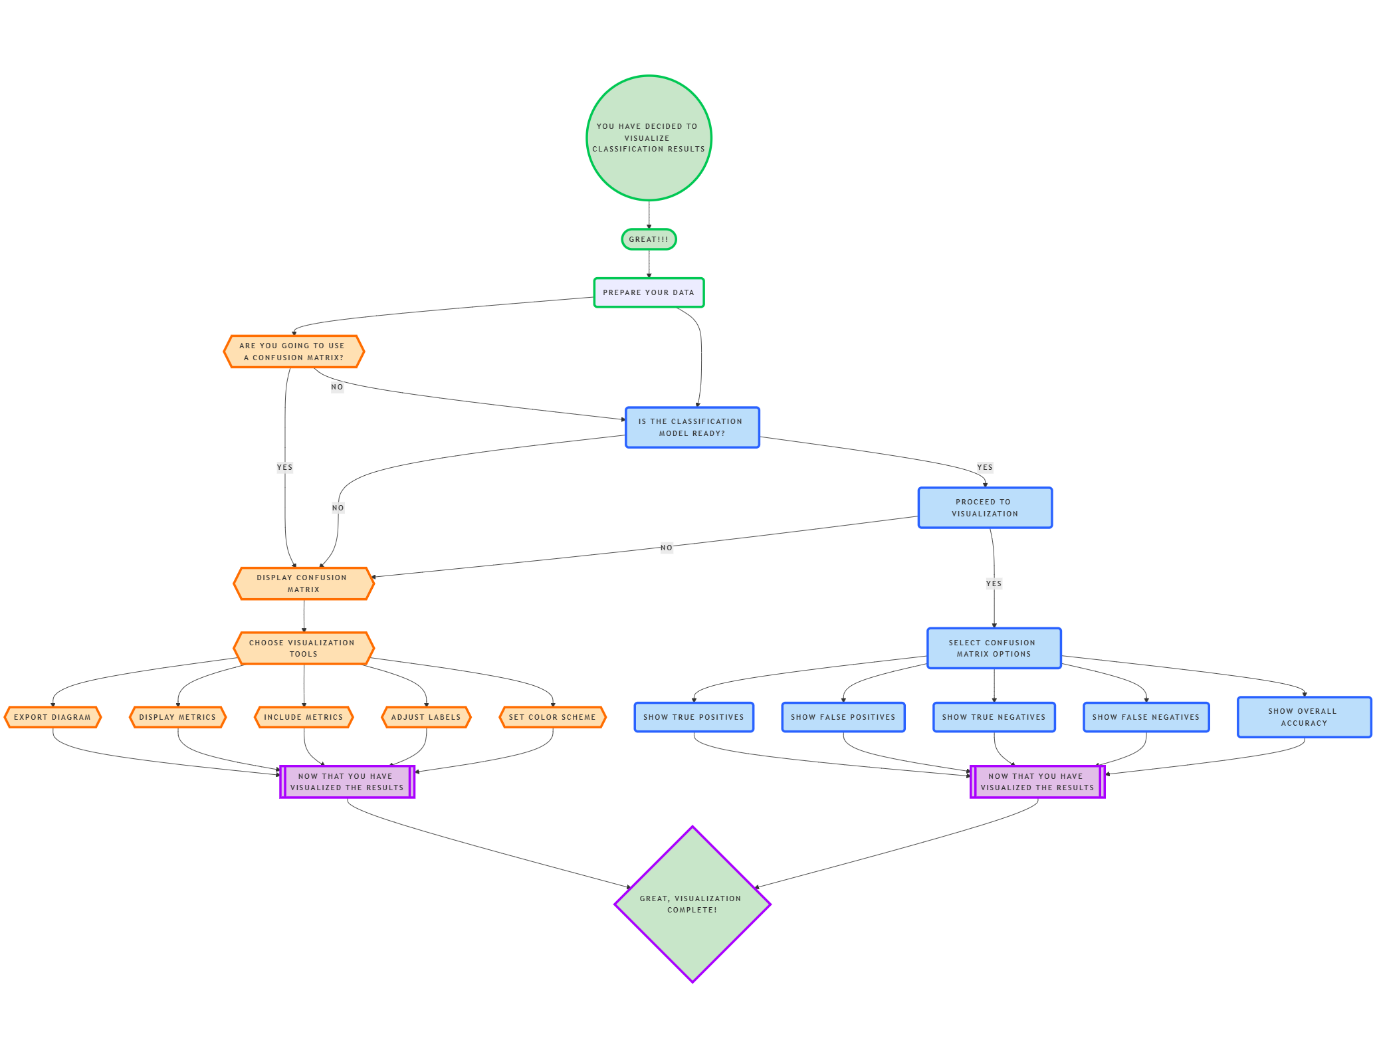 YOU HAVE DECIDED TO
VISUALIZE
CLASSIFICATION RESULTS
GREAT!!!
PREPARE YOUR DATA
ARE YOU GOING TO USE
A CONFUSION MATRIX?
NO
IS THE CLASSIFICATION
MODEL READY?
YES
YES
PROCEED TO
VISUALIZATION
NO
NO
DISPLAY CONFUSION
MATRIX
YES
CHOOSE VISUALIZATION
TOOLS
SELECT CONFUSION
MATRIX OPTIONS
EXPORT DIAGRAM
DISPLAY METRICS
INCLUDE METRICS
ADJUST LABELS
SET COLOR SCHEME
SHOW TRUE POSITIVES
SHOW FALSE POSITIVES
SHOW TRUE NEGATIVES
SHOW FALSE NEGATIVES
SHOW OVERALL
ACCURACY
NOW THAT YOU HAVE
VISUALIZED THE RESULTS
NOW THAT YOU HAVE
VISUALIZED THE RESULTS
GREAT, VISUALIZATION
COMPLETE!